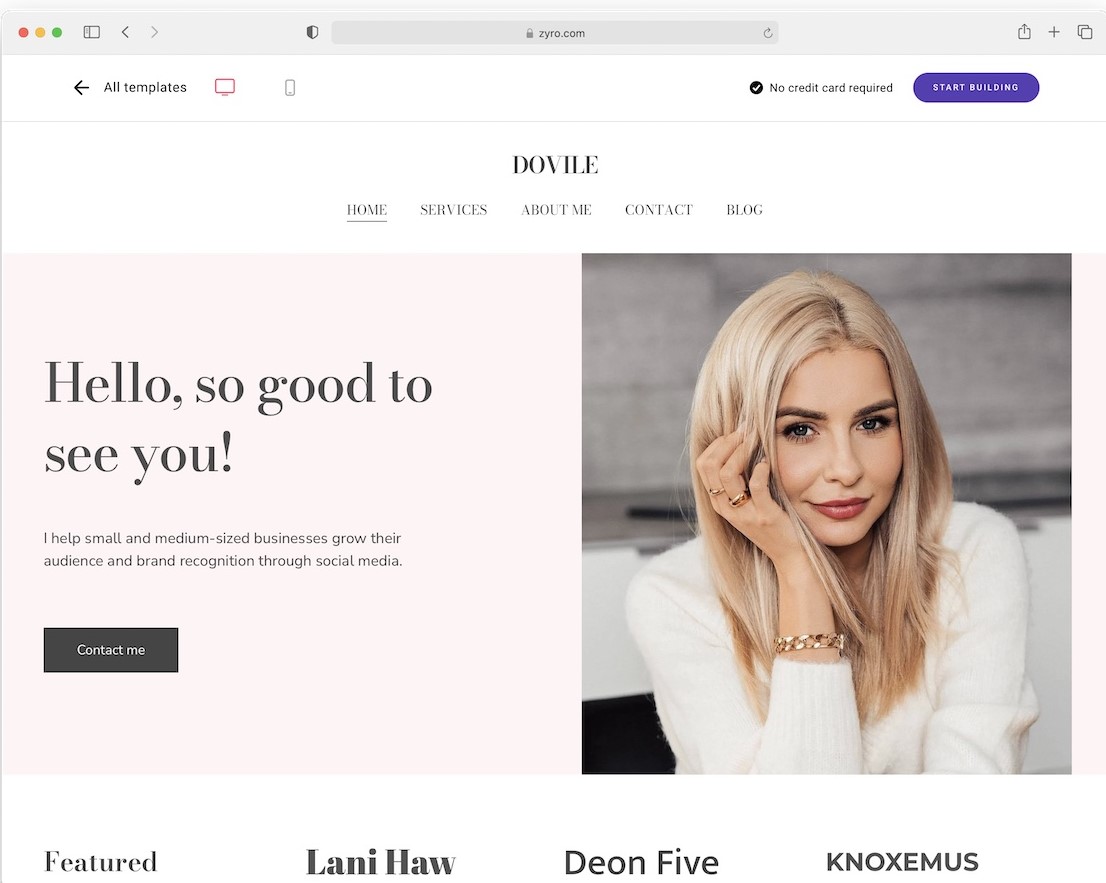 zyro.com
All templates
No credit card required
START BUILDING
DOVILE
HOME
SERVICES
ABOUT ME
CONTACT
BLOG
Hello, so good to
see you!
I help small and medium-sized businesses grow their
audience and brand recognition through social media.
Contact me
Featured
Lani Haw
Deon Five
KNOXEMUS